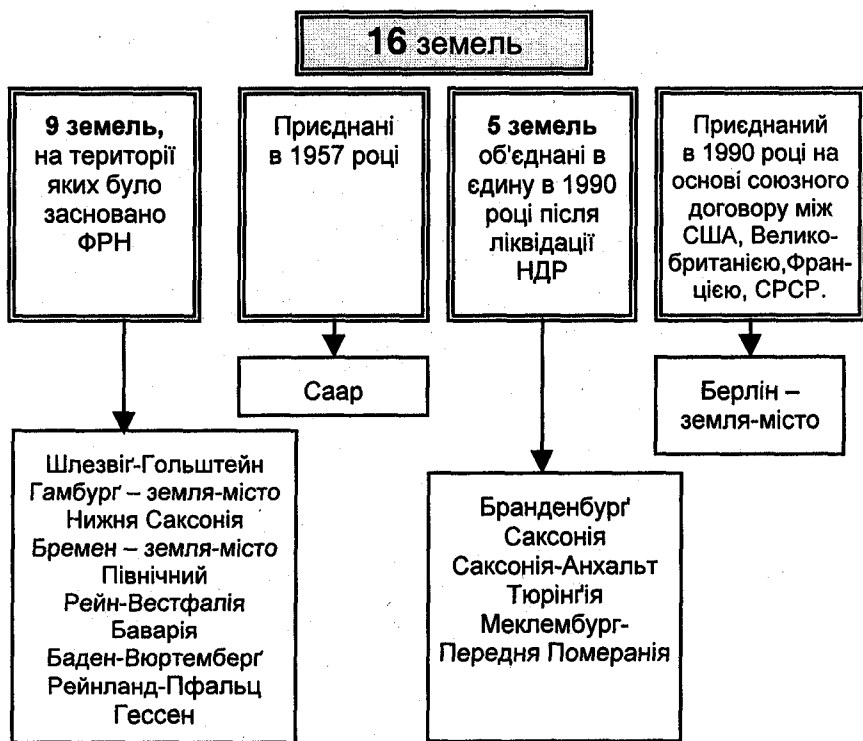 16 земель
9 земель,
на території
яких було
засновано
ФРН
Приєднані
в 1957 році
5 земель
об'єднані в
єдину в 1990
році після
ліквідації
НДР
Приєднаний
в 1990 році на
основі союзного
договору між
США, Велико-
британією,Фран-
цією, СРСР.
Саар
Берлін –
земля-місто
Шлезвіґ-Гольштейн
Гамбурґ – земля-місто
Нижня Саксонія
Бремен – земля-місто
Північний
Рейн-Вестфалія
Баварія
Баден-Вюртемберґ
Рейнланд-Пфальц
Гессен
Бранденбурґ
Саксонія
Саксонія-Анхальт
Тюрінґія
Меклембург-
Передня Померанія